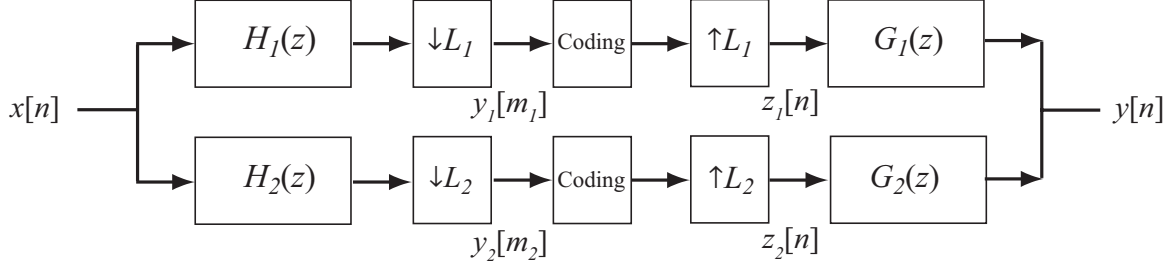 H₁(z) ↓L₁ Coding ↑L₁ G₁(z)
y₁[m₁] z₁[n]
x[n] y[n]
H₂(z) ↓L₂ Coding ↑L₂ G₂(z)
y₂[m₂] z₂[n]